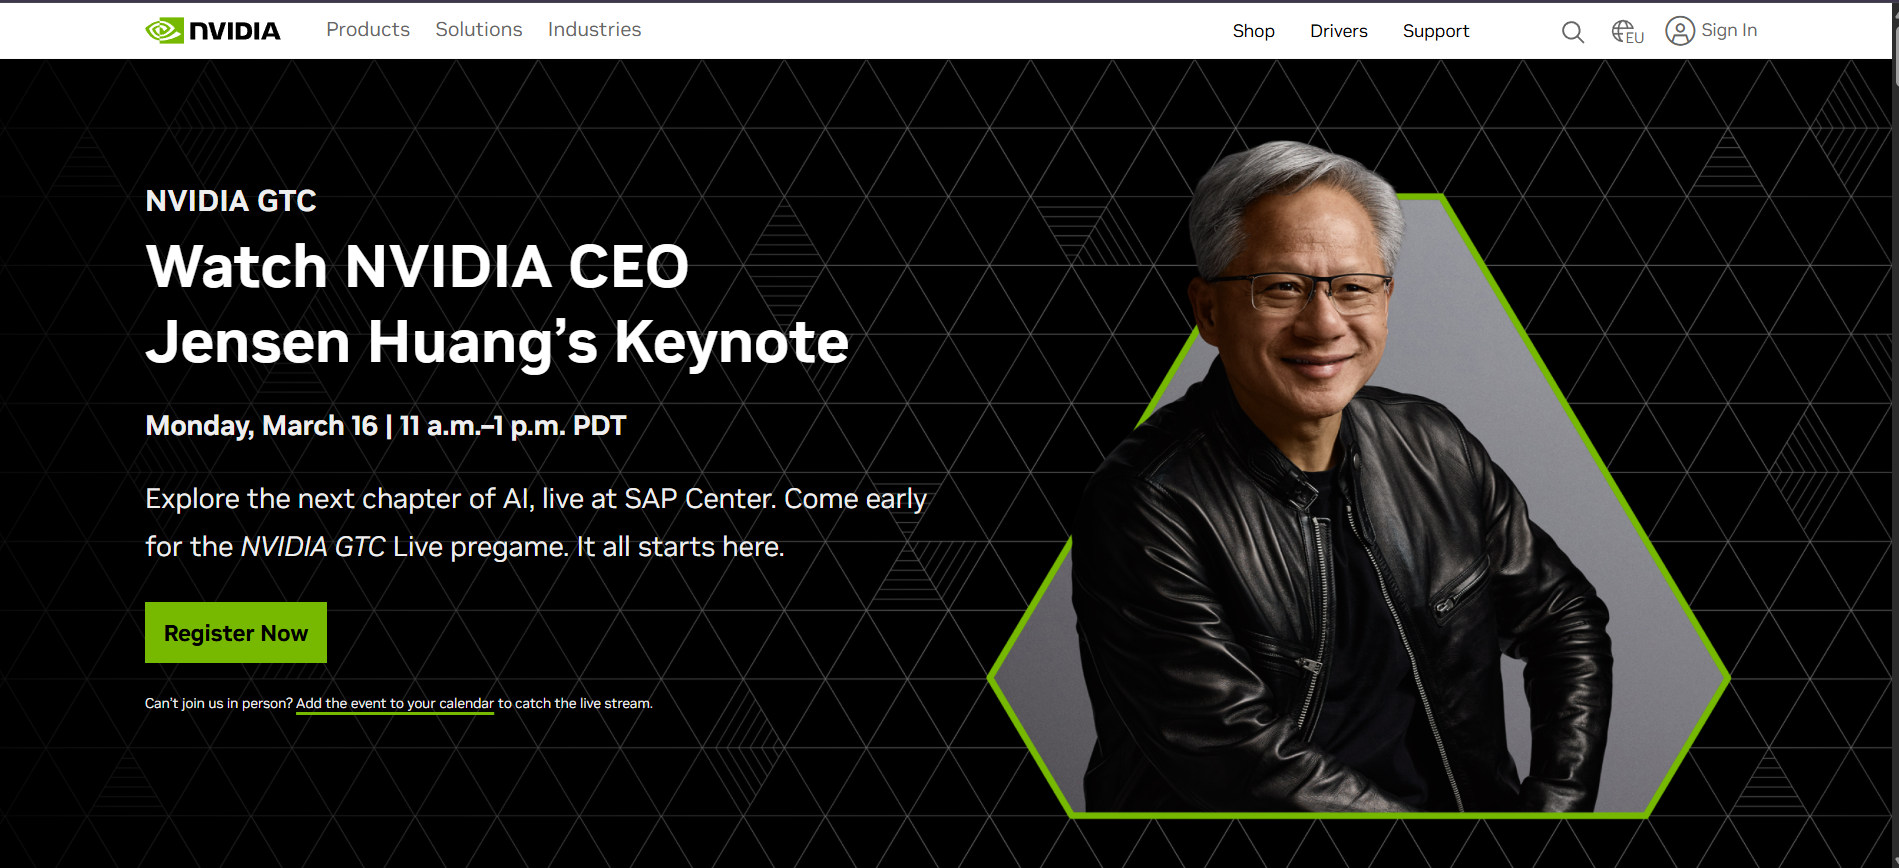 NVIDIA Products Solutions Industries Shop Drivers Support EU Sign In
NVIDIA GTC
Watch NVIDIA CEO
Jensen Huang’s Keynote
Monday, March 16 | 11 a.m.–1 p.m. PDT
Explore the next chapter of AI, live at SAP Center. Come early
for the NVIDIA GTC Live pregame. It all starts here.
Register Now
Can't join us in person? Add the event to your calendar to catch the live stream.